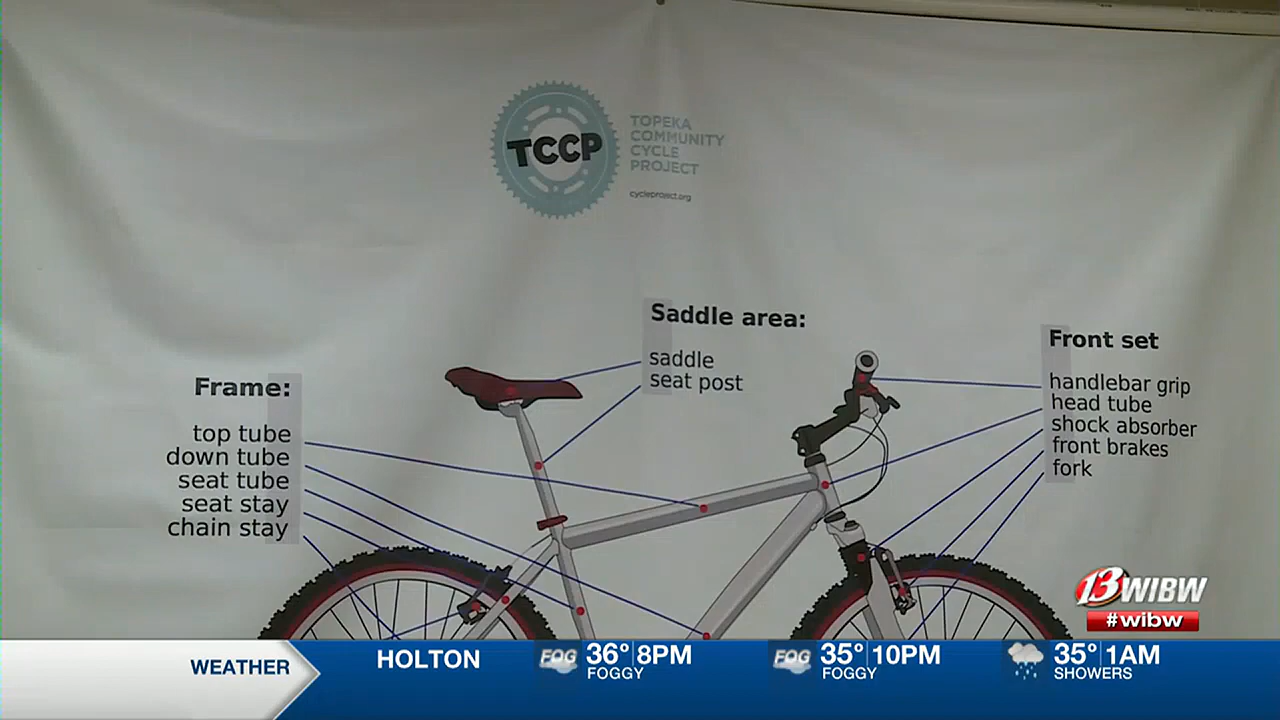 TCCP
TOPEKA
COMMUNITY
CYCLE
PROJECT
cycleproject.org
Saddle area:
saddle
seat post
Front set
handlebar grip
head tube
shock absorber
front brakes
fork
Frame:
top tube
down tube
seat tube
seat stay
chain stay
13 WIBW
#wibw
WEATHER
HOLTON
FOG
36° 8PM
FOGGY
FOG
35° 10PM
FOGGY
35° 1AM
SHOWERS